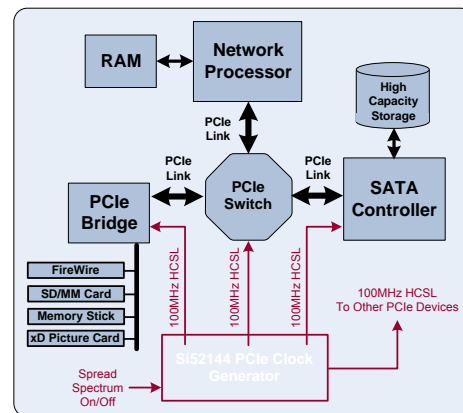 RAM
Network
Processor
High
Capacity
Storage
PCIe
Link
PCIe
Link
PCIe
Link
PCIe
Bridge
PCIe
Switch
SATA
Controller
FireWire
SD/MM Card
Memory Stick
xD Picture Card
100MHz HCSL
100MHz HCSL
100MHz HCSL
100MHz HCSL
To Other PCIe Devices
Si52144 PCIe Clock
Generator
Spread
Spectrum
On/Off